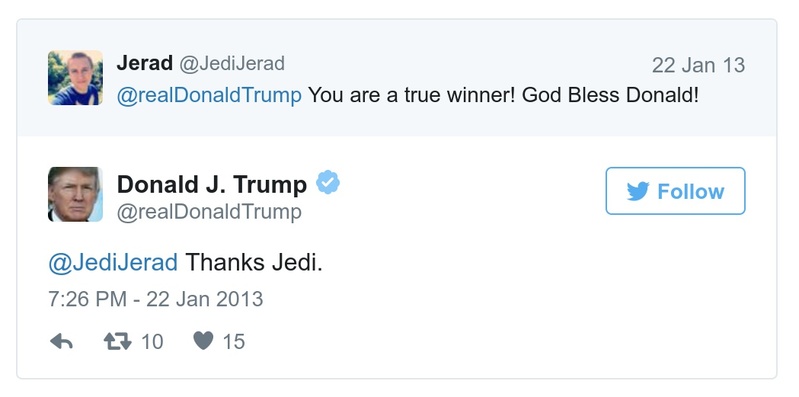 Jerad @JediJerad 22 Jan 13
@realDonaldTrump You are a true winner! God Bless Donald!
Donald J. Trump
@realDonaldTrump
Follow
@JediJerad Thanks Jedi.
7:26 PM - 22 Jan 2013
10 15